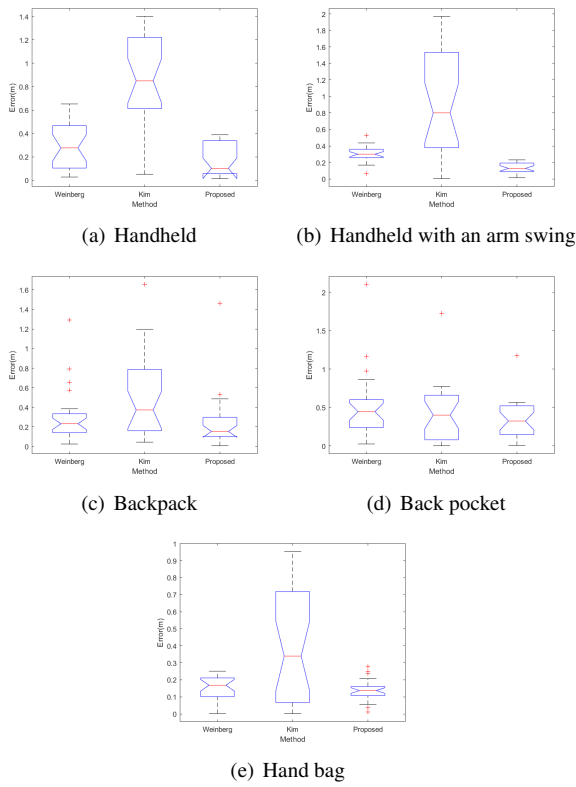 1.4
1.2
1
0.8
0.6
0.4
0.2
0
Error(m)
Weinberg Kim Proposed
Method
(a) Handheld
2
1.8
1.6
1.4
1.2
1
0.8
0.6
0.4
0.2
0
Error(m)
Weinberg Kim Proposed
Method
(b) Handheld with an arm swing
1.6
1.4
1.2
1
0.8
0.6
0.4
0.2
0
Error(m)
Weinberg Kim Proposed
Method
(c) Backpack
2
1.5
1
0.5
0
Error(m)
Weinberg Kim Proposed
Method
(d) Back pocket
1
0.9
0.8
0.7
0.6
0.5
0.4
0.3
0.2
0.1
0
Error(m)
Weinberg Kim Proposed
Method
(e) Hand bag